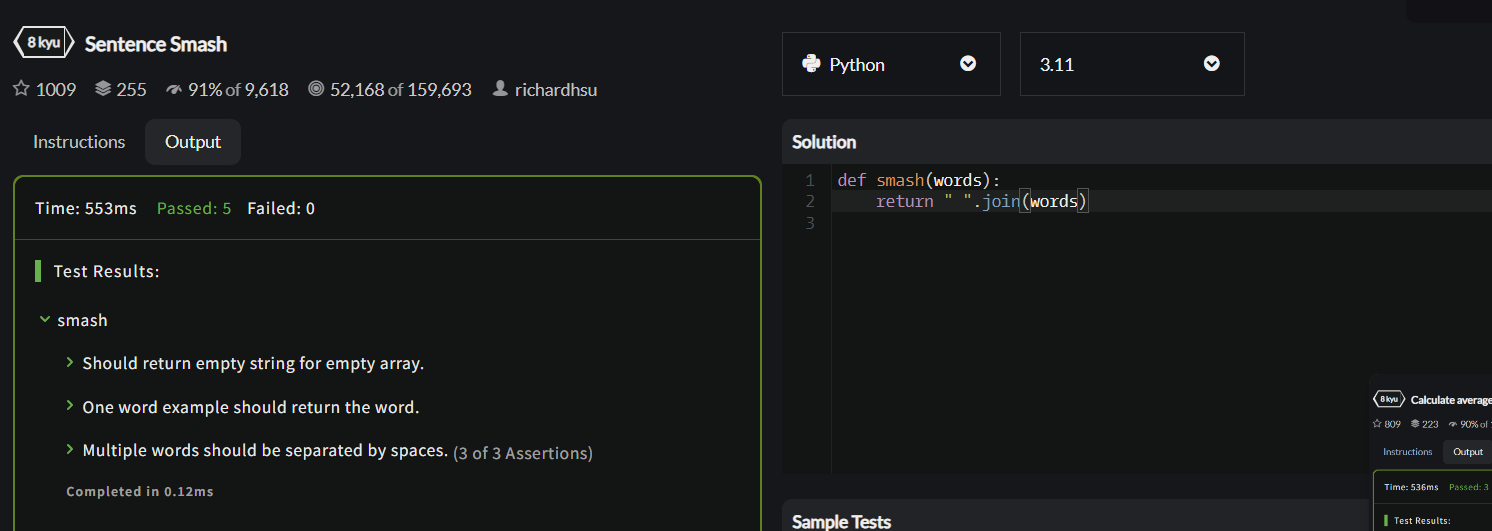 8 kyu Sentence Smash
1009 255 91% of 9,618 52,168 of 159,693 richardhsu
Instructions Output
Time: 553ms Passed: 5 Failed: 0
Test Results:
smash
Should return empty string for empty array.
One word example should return the word.
Multiple words should be separated by spaces. (3 of 3 Assertions)
Completed in 0.12ms
Python 3.11
Solution
1 def smash(words):
2 return " ".join(words)
3
Sample Tests
8 kyu Calculate average
809 223 90% of
Instructions Output
Time: 536ms Passed: 3
Test Results: